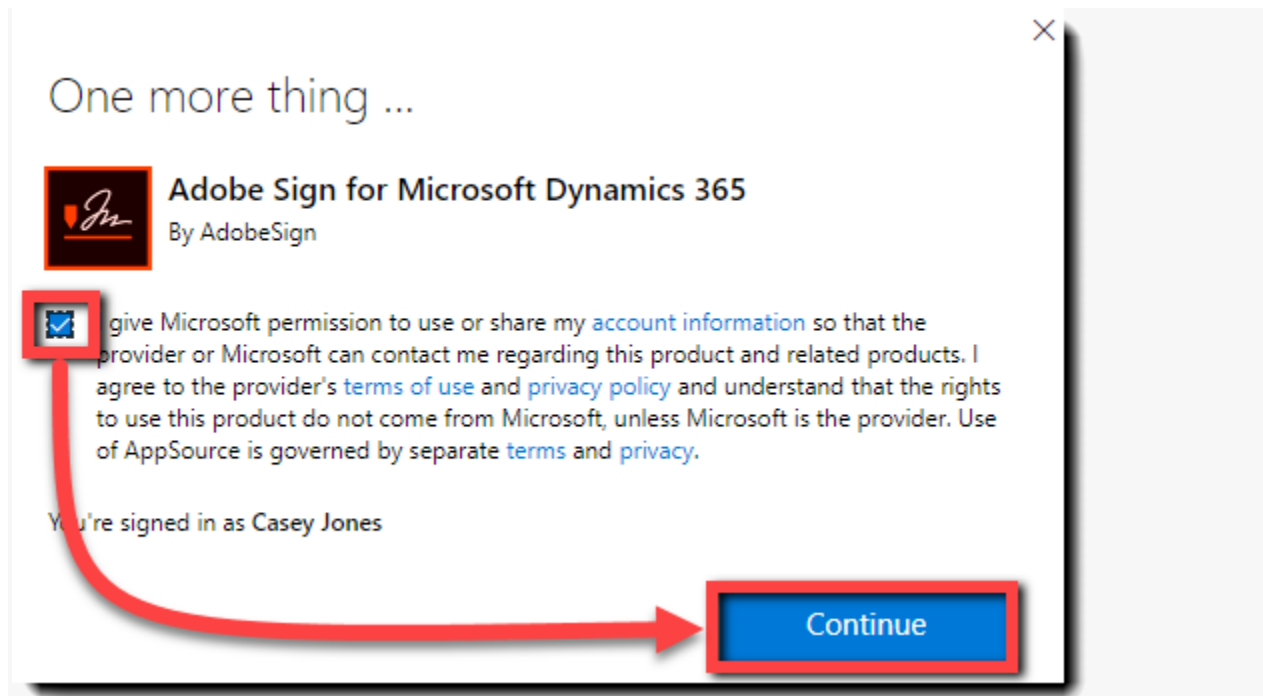 One more thing ...
Adobe Sign for Microsoft Dynamics 365
By AdobeSign
give Microsoft permission to use or share my account information so that the
provider or Microsoft can contact me regarding this product and related products. I
agree to the provider's terms of use and privacy policy and understand that the rights
to use this product do not come from Microsoft, unless Microsoft is the provider. Use
of AppSource is governed by separate terms and privacy.
You're signed in as Casey Jones
Continue